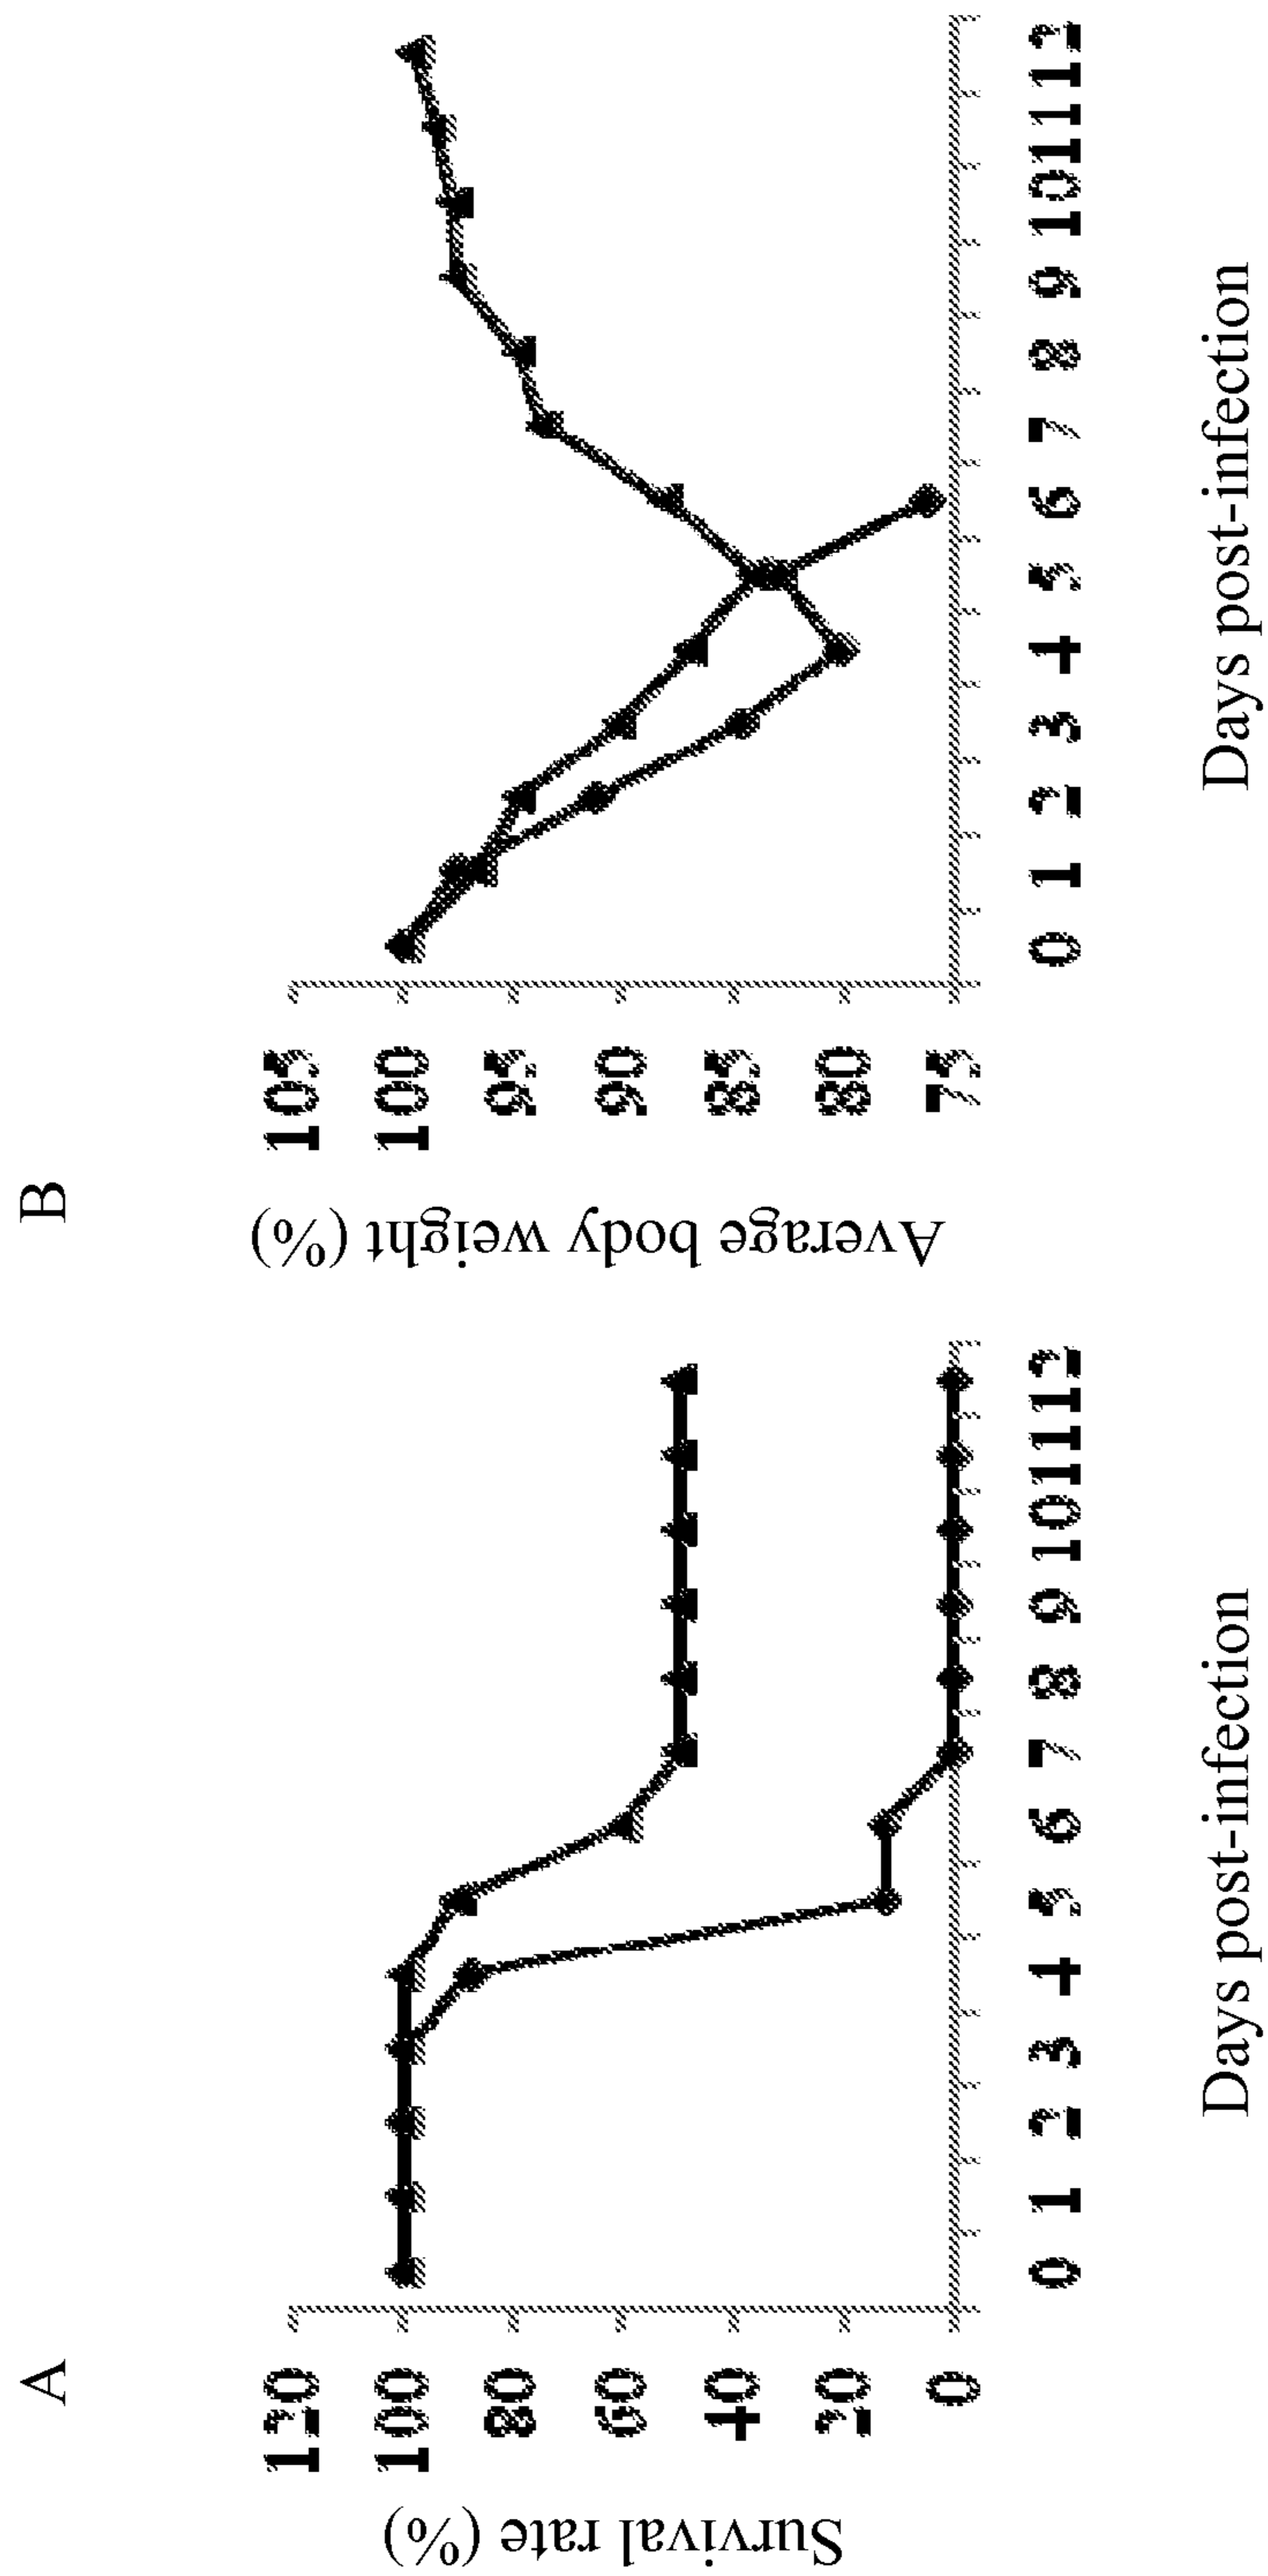 A
Survival rate (%)
120
100
80
60
40
20
0
0 1 2 3 4 5 6 7 8 9 10 11 12
Days post-infection
B
Average body weight (%)
105
100
95
90
85
80
75
0 1 2 3 4 5 6 7 8 9 10 11 12
Days post-infection